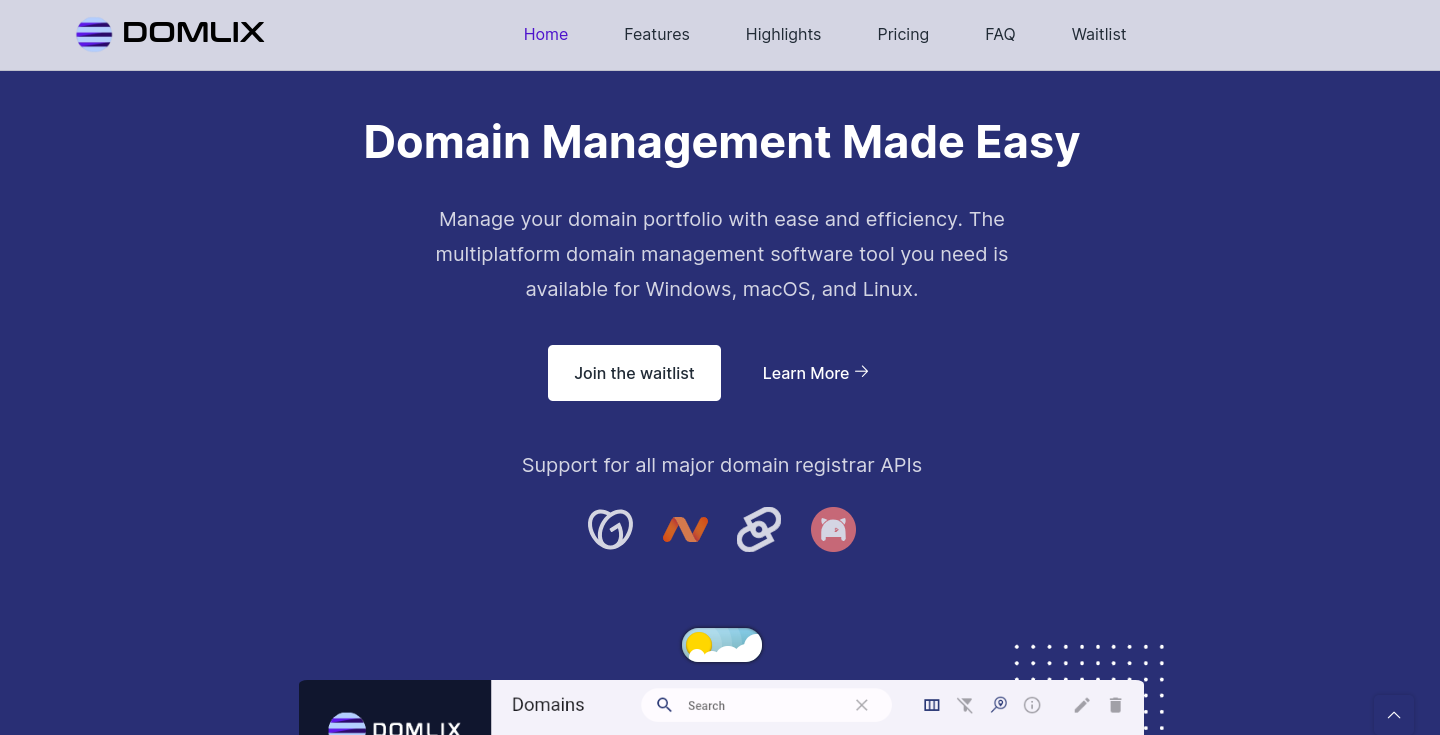 DOMLIX
Home
Features
Highlights
Pricing
FAQ
Waitlist
Domain Management Made Easy
Manage your domain portfolio with ease and efficiency. The
multiplatform domain management software tool you need is
available for Windows, macOS, and Linux.
Join the waitlist
Learn More
Support for all major domain registrar APIs
Domains
Search
DOMLIX